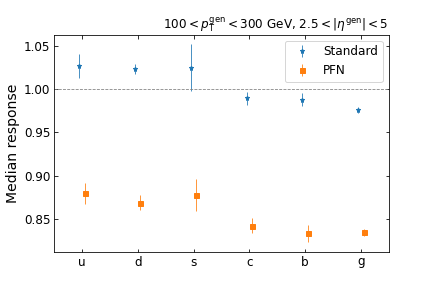 100 < p_T^gen < 300 GeV, 2.5 < |η^gen| < 5
Standard
PFN
Median response
1.05
1.00
0.95
0.90
0.85
u d s c b g